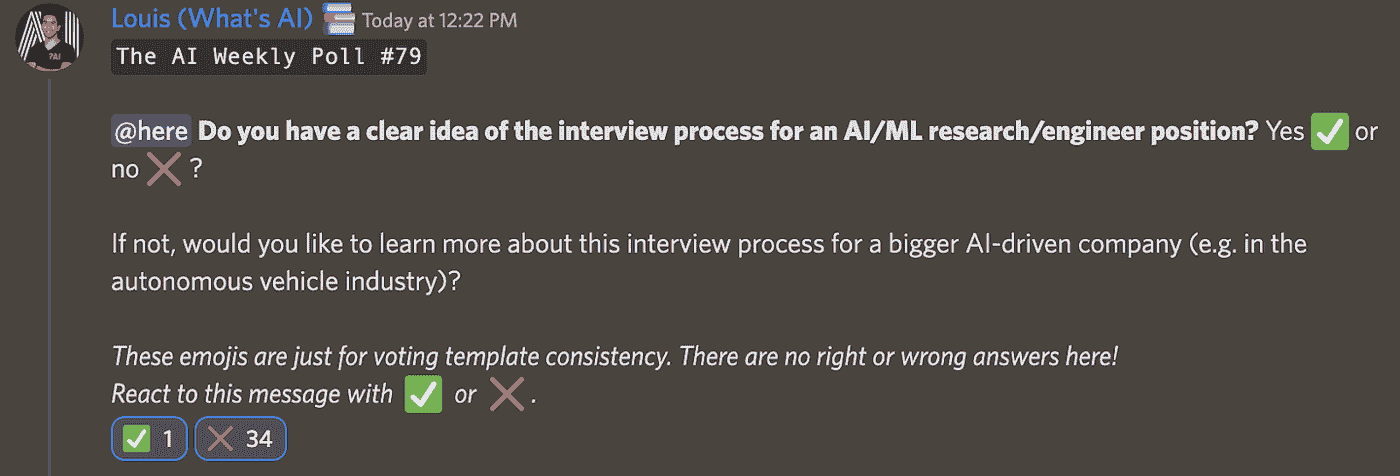 Louis (What's AI) 📚 Today at 12:22 PM
The AI Weekly Poll #79
@here Do you have a clear idea of the interview process for an AI/ML research/engineer position? Yes ✅ or
no ❌ ?
If not, would you like to learn more about this interview process for a bigger AI-driven company (e.g. in the
autonomous vehicle industry)?
These emojis are just for voting template consistency. There are no right or wrong answers here!
React to this message with ✅ or ❌ .
✅ 1 ❌ 34
?AI